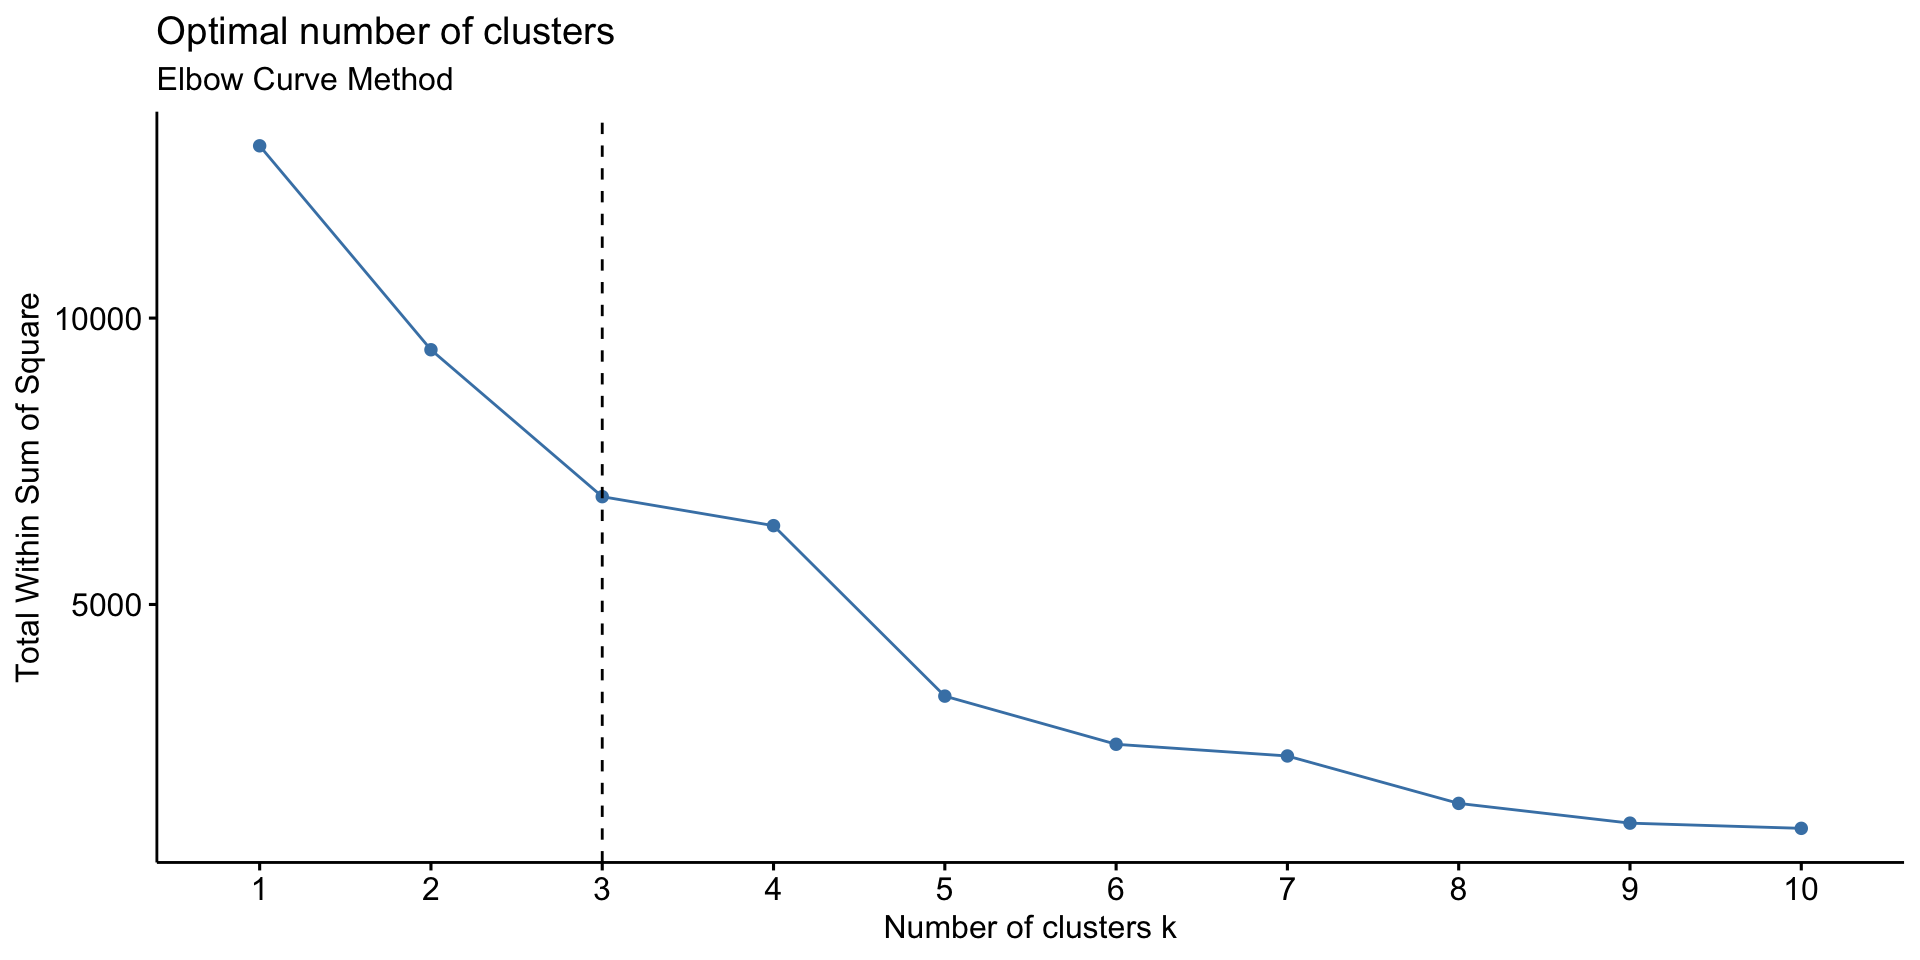 Optimal number of clusters
Elbow Curve Method
Total Within Sum of Square
10000
5000
1 2 3 4 5 6 7 8 9 10
Number of clusters k